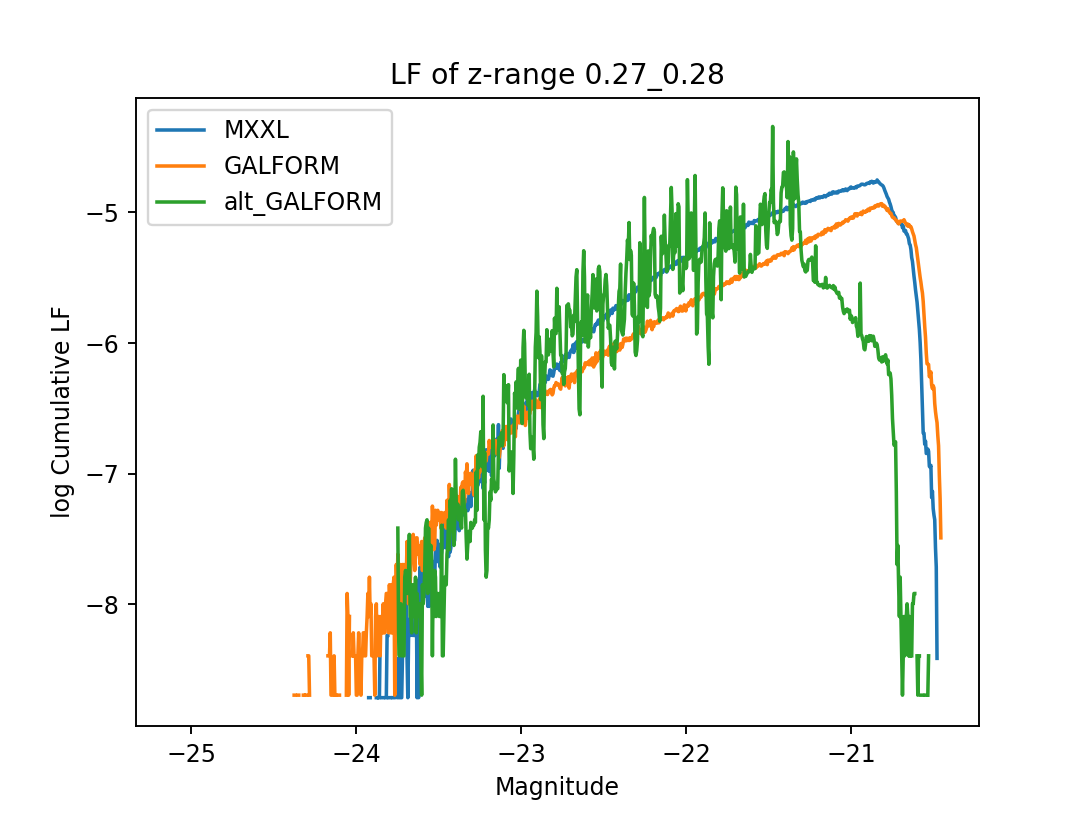 LF of z-range 0.27_0.28
MXXL
GALFORM
alt_GALFORM
−5
−6
−7
−8
log Cumulative LF
−25
−24
−23
−22
−21
Magnitude